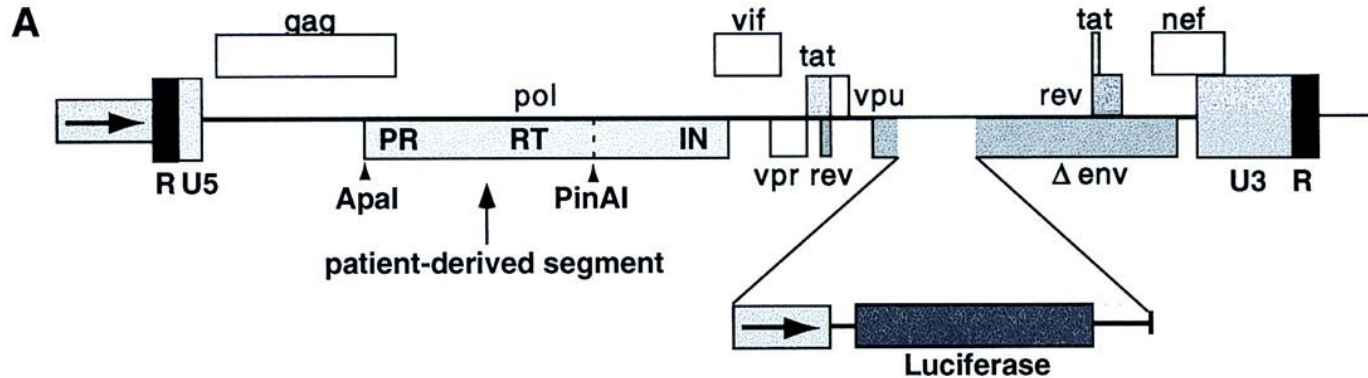 A
gag
vif
tat
nef
tat
pol
vpu
rev
PR RT IN
R U5
vpr rev
Δ env
U3 R
ApaI
PinAI
patient-derived segment
Luciferase